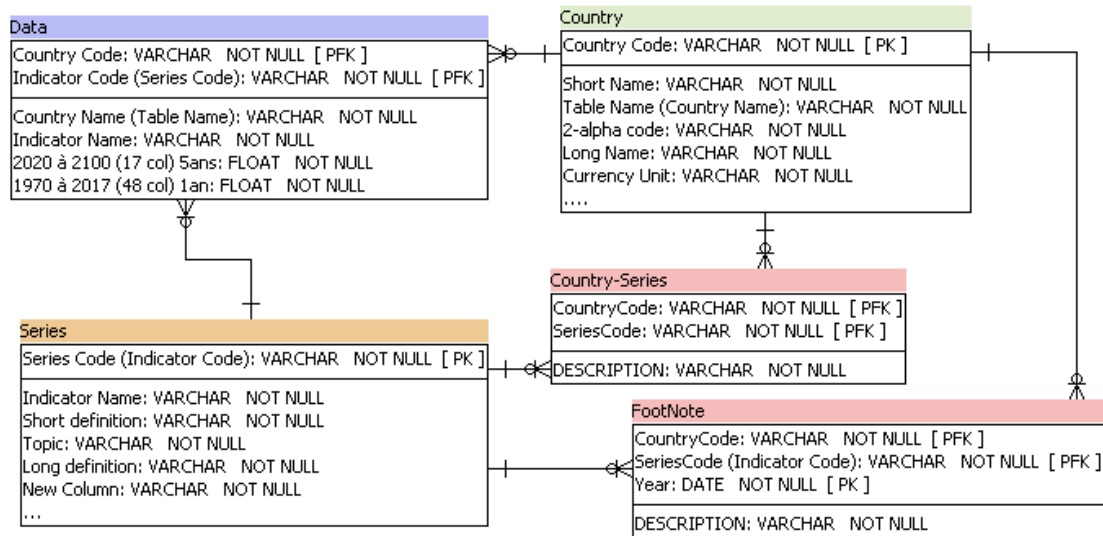 Data
Country Code: VARCHAR NOT NULL [ PFK ]
Indicator Code (Series Code): VARCHAR NOT NULL [ PFK ]
Country Name (Table Name): VARCHAR NOT NULL
Indicator Name: VARCHAR NOT NULL
2020 à 2100 (17 col) 5ans: FLOAT NOT NULL
1970 à 2017 (48 col) 1an: FLOAT NOT NULL
Country
Country Code: VARCHAR NOT NULL [ PK ]
Short Name: VARCHAR NOT NULL
Table Name (Country Name): VARCHAR NOT NULL
2-alpha code: VARCHAR NOT NULL
Long Name: VARCHAR NOT NULL
Currency Unit: VARCHAR NOT NULL
....
Country-Series
CountryCode: VARCHAR NOT NULL [ PFK ]
SeriesCode: VARCHAR NOT NULL [ PFK ]
DESCRIPTION: VARCHAR NOT NULL
Series
Series Code (Indicator Code): VARCHAR NOT NULL [ PK ]
Indicator Name: VARCHAR NOT NULL
Short definition: VARCHAR NOT NULL
Topic: VARCHAR NOT NULL
Long definition: VARCHAR NOT NULL
New Column: VARCHAR NOT NULL
...
FootNote
CountryCode: VARCHAR NOT NULL [ PFK ]
SeriesCode (Indicator Code): VARCHAR NOT NULL [ PFK ]
Year: DATE NOT NULL [ PK ]
DESCRIPTION: VARCHAR NOT NULL